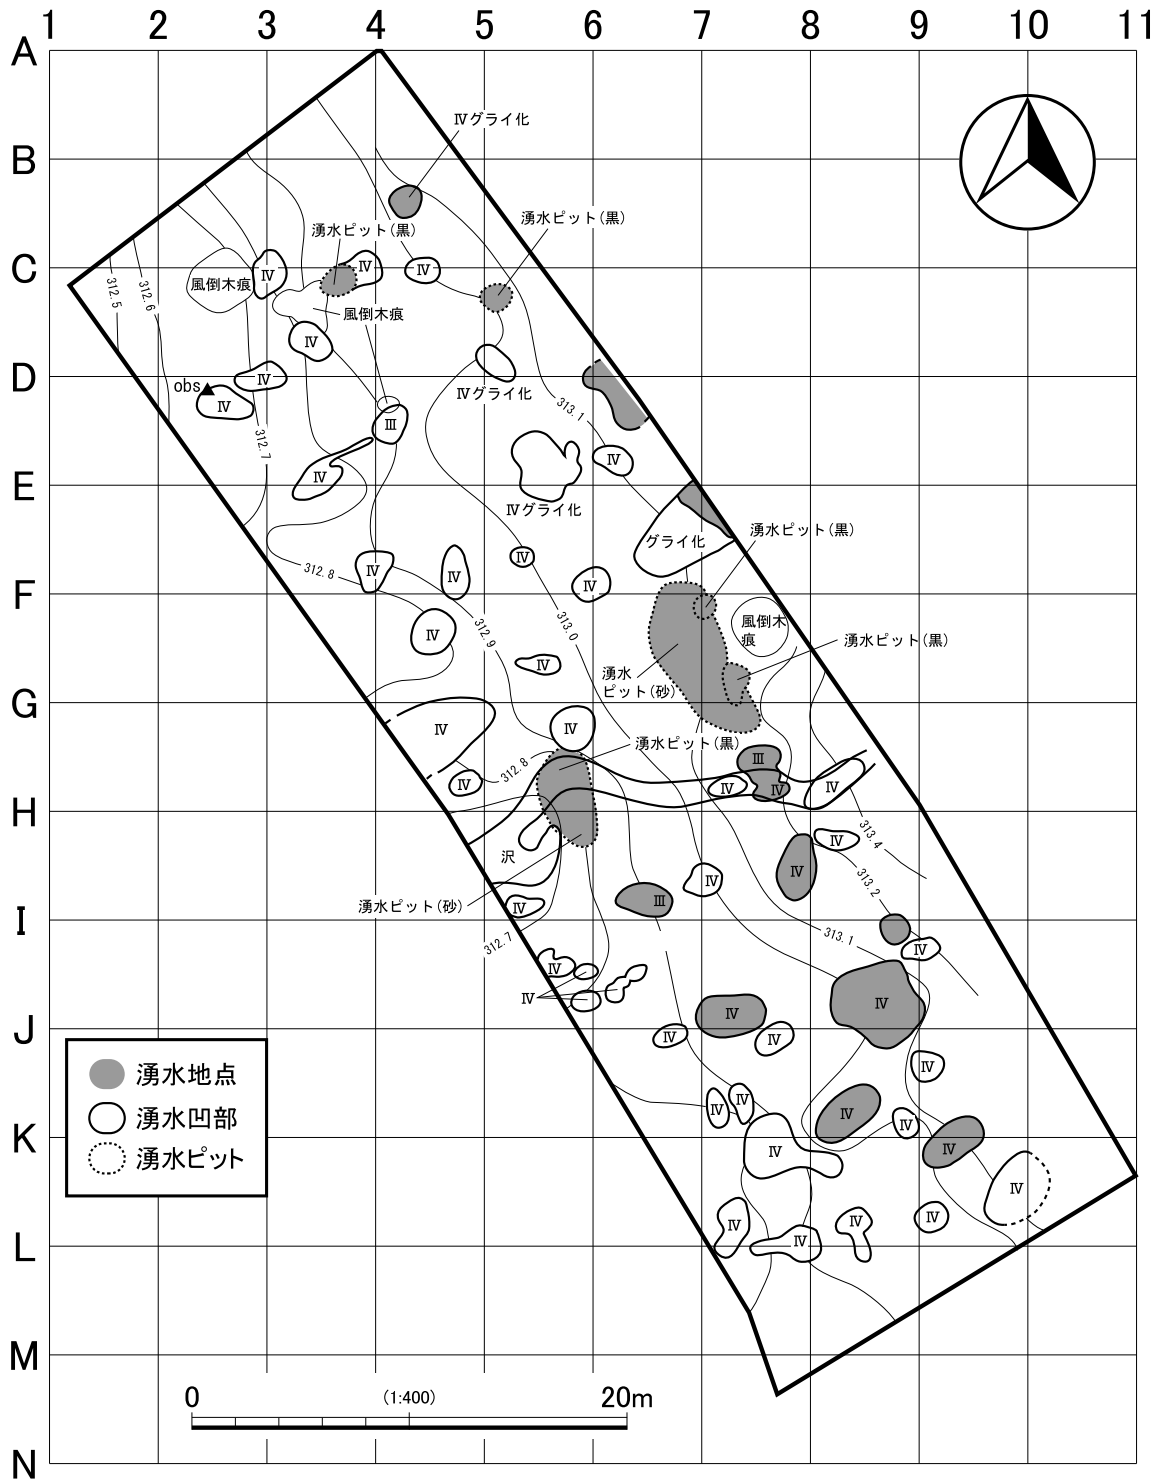 1 2 3 4 5 6 7 8 9 10 11
A
Ⅳグライ化
B
湧水ピット(黒)
湧水ピット(黒)
C
風倒木痕
Ⅳ
Ⅳ
Ⅳ
312.5
312.6
風倒木痕
Ⅳ
D
obs
Ⅳ
Ⅳ
Ⅳグライ化
313.1
Ⅲ
312.7
Ⅳ
Ⅳ
E
Ⅳグライ化
湧水ピット(黒)
グライ化
Ⅳ
312.8
Ⅳ
Ⅳ
Ⅳ
F
312.9
313.0
Ⅳ
風倒木
痕
湧水ピット(黒)
Ⅳ
湧水
ピット(砂)
G
Ⅳ
Ⅳ
湧水ピット(黒)
Ⅲ
312.8
Ⅳ
Ⅳ
Ⅳ
Ⅳ
H
313.4
Ⅳ
沢
Ⅳ
Ⅳ
313.2
湧水ピット(砂)
Ⅳ
Ⅲ
I
312.7
313.1
Ⅳ
Ⅳ
Ⅳ
Ⅳ
Ⅳ
J
Ⅳ
Ⅳ
Ⅳ
湧水地点
湧水凹部
湧水ピット
Ⅳ
Ⅳ
Ⅳ
Ⅳ
K
Ⅳ
Ⅳ
Ⅳ
Ⅳ
Ⅳ
Ⅳ
Ⅳ
L
M
0 (1:400) 20m
N